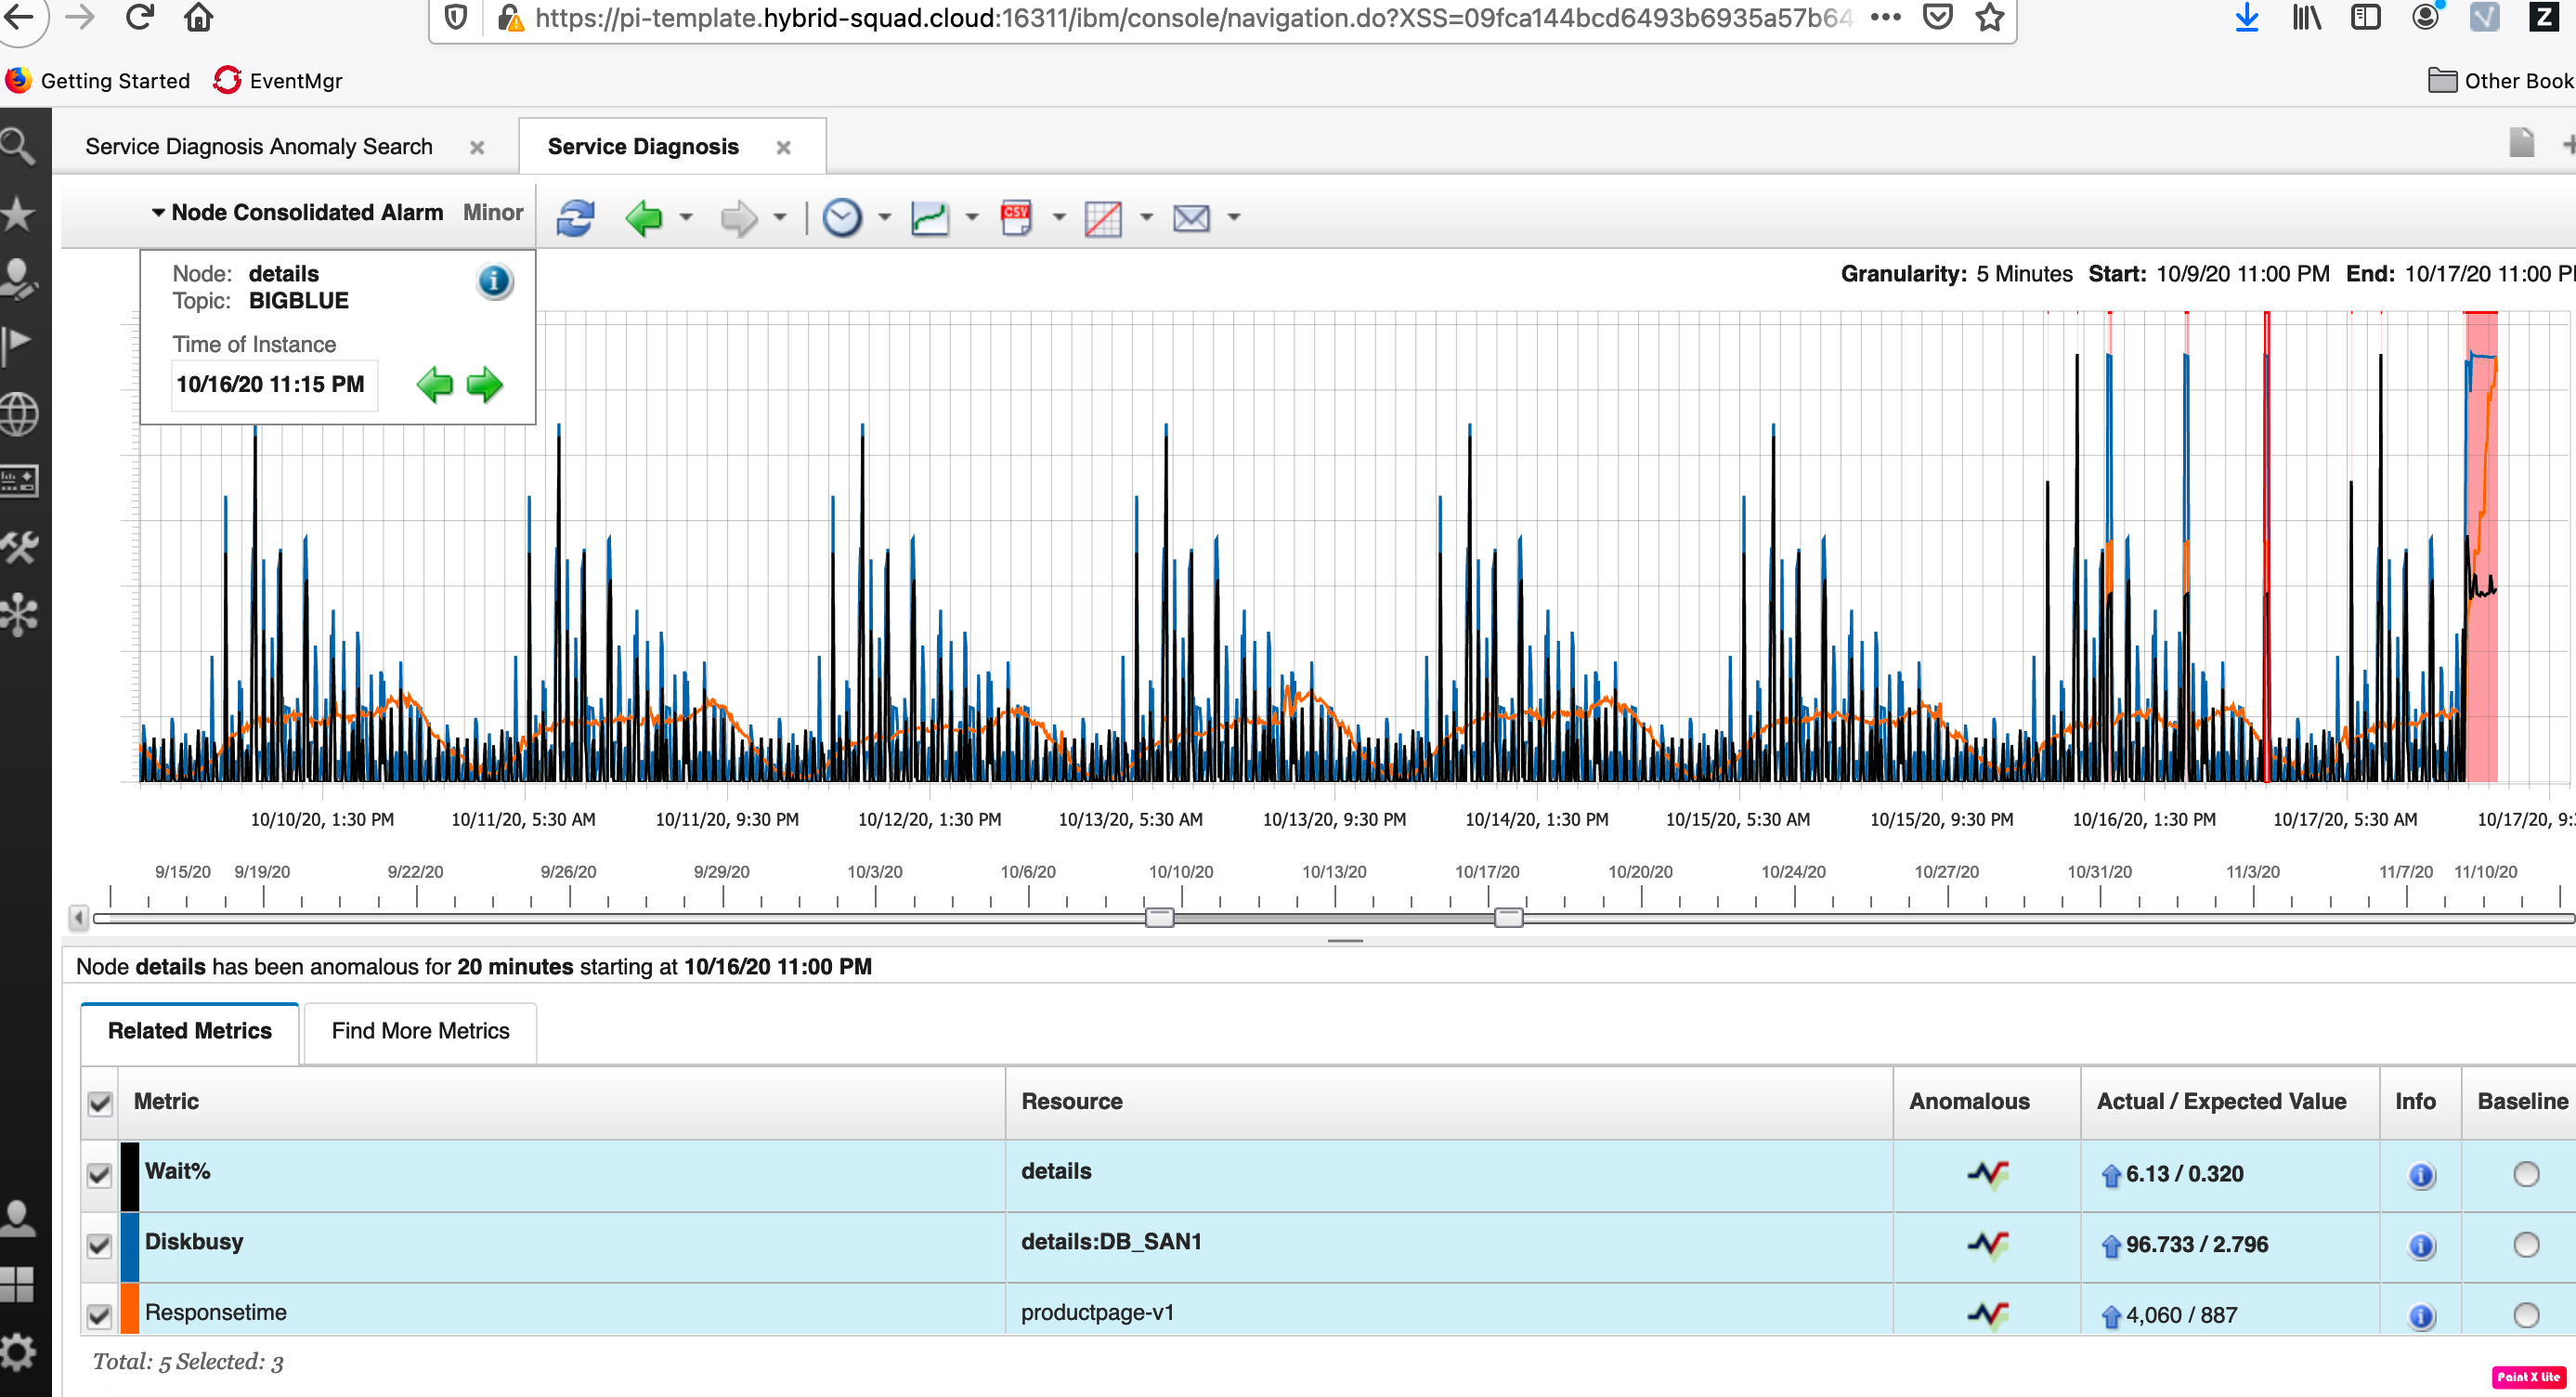 https://pi-template.hybrid-squad.cloud:16311/ibm/console/navigation.do?XSS=09fca144bcd6493b6935a57b64
Getting Started EventMgr Other Book
Service Diagnosis Anomaly Search Service Diagnosis
Node Consolidated Alarm Minor CSV
Node: details
Topic: BIGBLUE
Time of Instance
10/16/20 11:15 PM
Granularity: 5 Minutes Start: 10/9/20 11:00 PM End: 10/17/20 11:00 P
10/10/20, 1:30 PM 10/11/20, 5:30 AM 10/11/20, 9:30 PM 10/12/20, 1:30 PM 10/13/20, 5:30 AM 10/13/20, 9:30 PM 10/14/20, 1:30 PM 10/15/20, 5:30 AM 10/15/20, 9:30 PM 10/16/20, 1:30 PM 10/17/20, 5:30 AM 10/17/20, 9:
9/15/20 9/19/20 9/22/20 9/26/20 9/29/20 10/3/20 10/6/20 10/10/20 10/13/20 10/17/20 10/20/20 10/24/20 10/27/20 10/31/20 11/3/20 11/7/20 11/10/20
Node details has been anomalous for 20 minutes starting at 10/16/20 11:00 PM
Related Metrics Find More Metrics
Metric Resource Anomalous Actual / Expected Value Info Baseline
Wait% details 6.13 / 0.320
Diskbusy details:DB_SAN1 96.733 / 2.796
Responsetime productpage-v1 4,060 / 887
Total: 5 Selected: 3
Paint X Lite